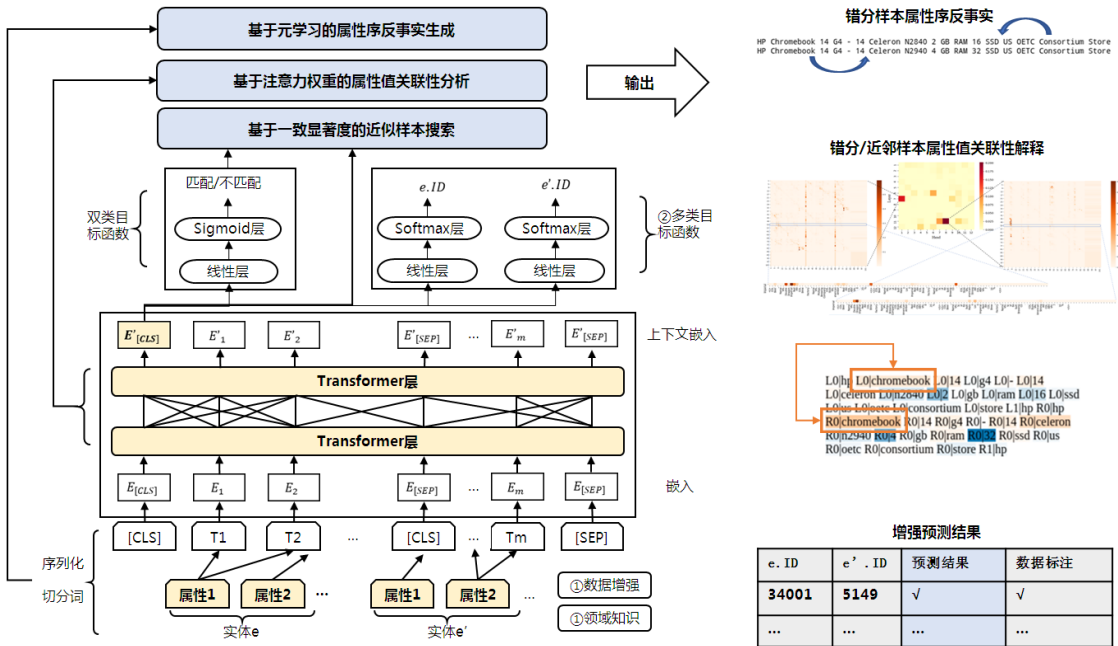 基于元学习的属性序反事实生成
基于注意力权重的属性值关联性分析
基于一致显著度的近似样本搜索
匹配/不匹配
Sigmoid层
线性层
双类目
标函数
e.ID
e′.ID
Softmax层
Softmax层
线性层
线性层
②多类目
标函数
E′[CLS]
E′1
E′2
E′[SEP]
...
E′m
E′[SEP]
上下文嵌入
Transformer层
Transformer层
E[CLS]
E1
E2
E[SEP]
...
Em
E[SEP]
嵌入
[CLS]
T1
T2
...
[CLS]
...
Tm
[SEP]
序列化
切分词
属性1
属性2
...
属性1
属性2
...
实体e
实体e′
①数据增强
①领域知识
输出
错分样本属性序反事实
HP Chromebook 14 G4 - 14 Celeron N2840 2 GB RAM 16 SSD US OETC Consortium Store
HP Chromebook 14 G4 - 14 Celeron N2940 4 GB RAM 32 SSD US OETC Consortium Store
错分/近邻样本属性值关联性解释
L0|hp L0|chromebook L0|14 L0|g4 L0|- L0|14
L0|celeron L0|n2840 L0|2 L0|gb L0|ram L0|16 L0|ssd
L0|us L0|oetc L0|consortium L0|store L1|hp R0|hp
R0|chromebook R0|14 R0|g4 R0|- R0|14 R0|celeron
R0|n2940 R0|4 R0|gb R0|ram R0|32 R0|ssd R0|us
R0|oetc R0|consortium R0|store R1|hp
增强预测结果
e.ID e'.ID 预测结果 数据标注
34001 5149 √ √
... ... ... ...